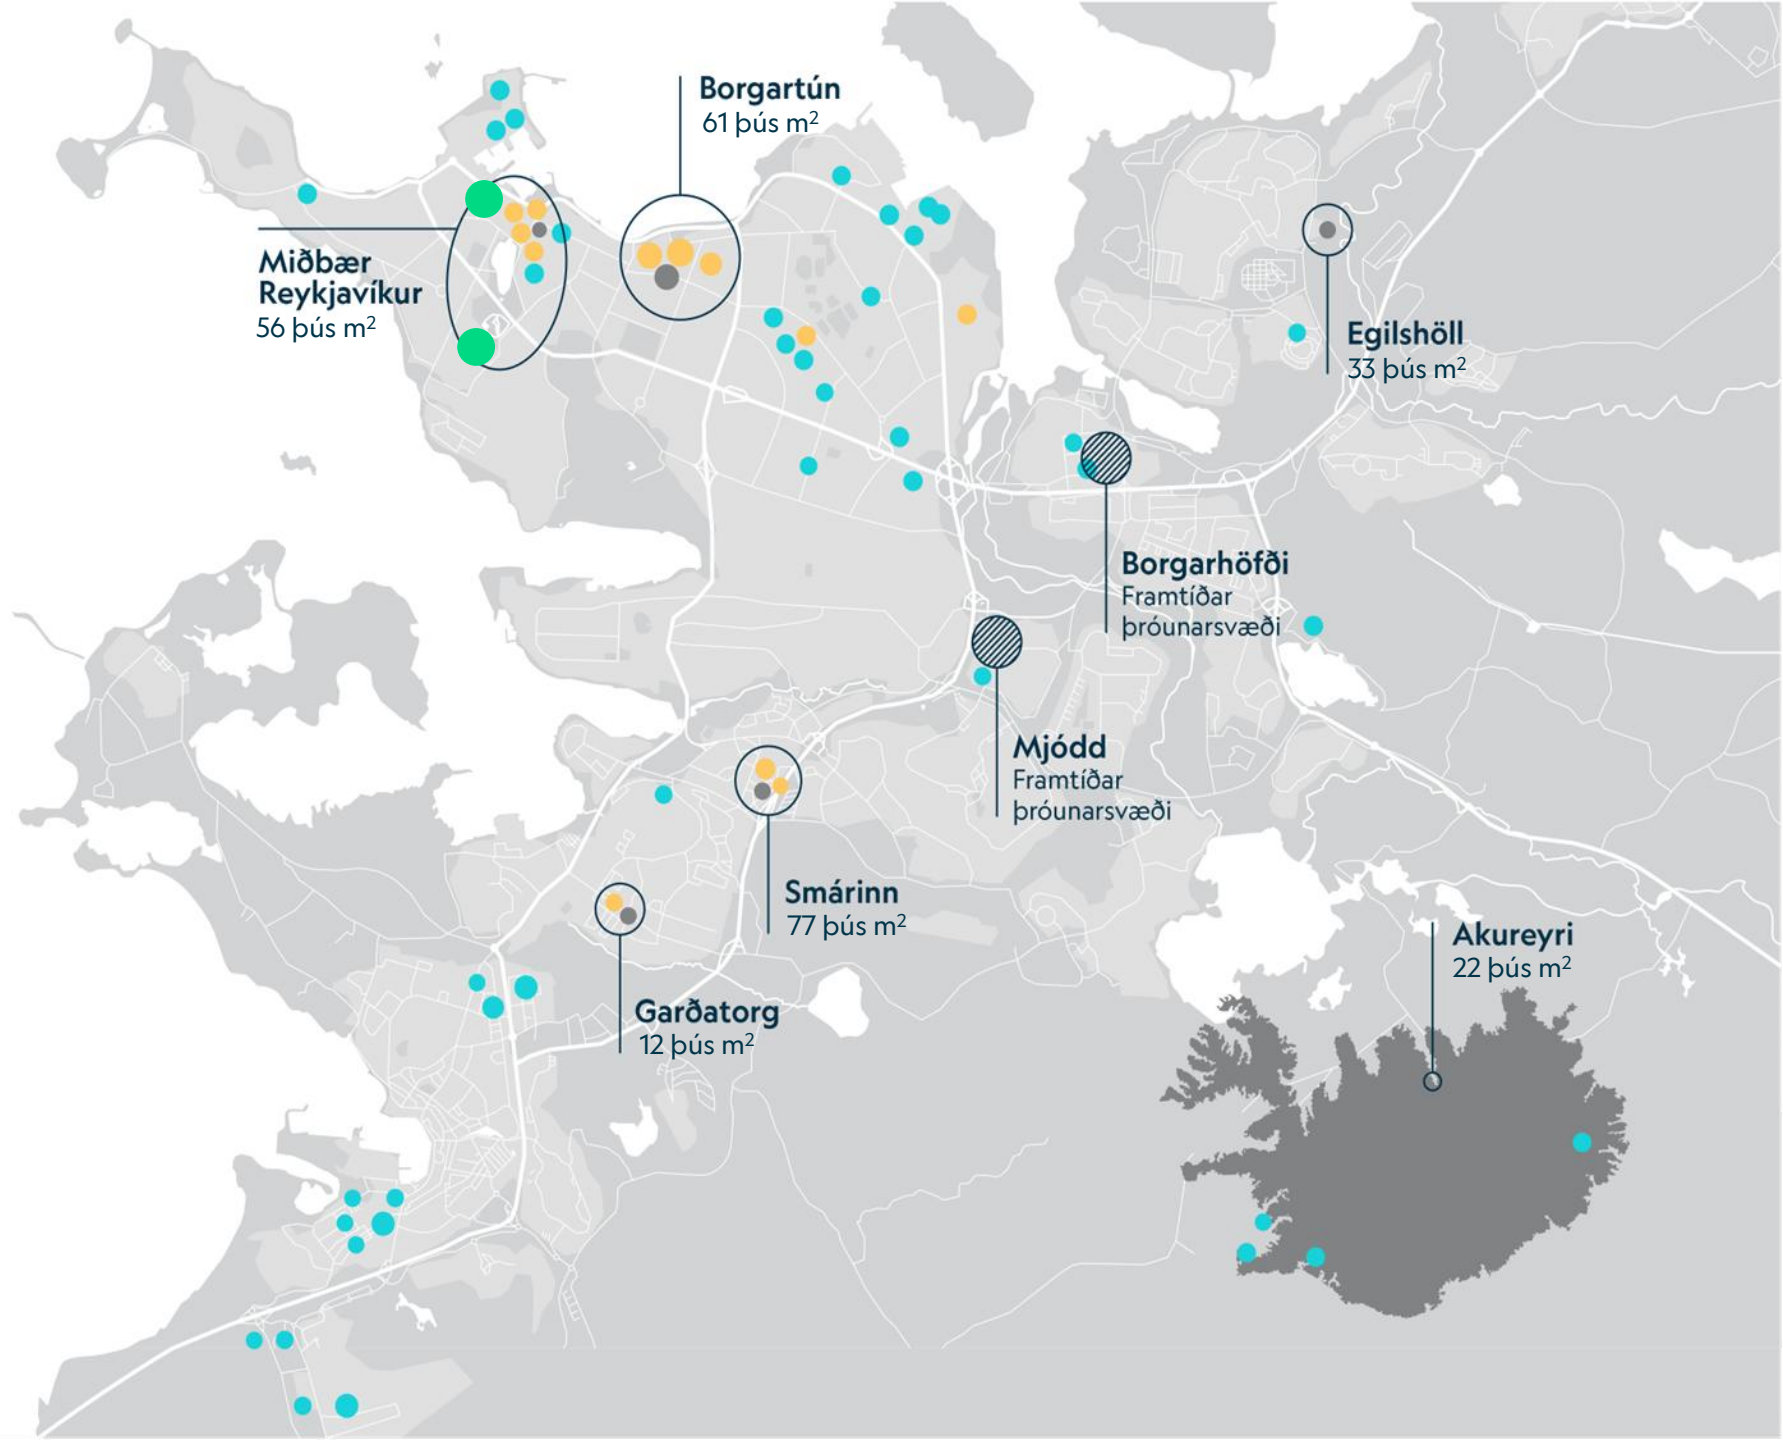 Borgartún
61 þús m²
Miðbær
Reykjavíkur
56 þús m²
Egilshöll
33 þús m²
Borgarhöfði
Framtíðar
þróunarsvæði
Mjódd
Framtíðar
þróunarsvæði
Smárinn
77 þús m²
Akureyri
22 þús m²
Garðatorg
12 þús m²